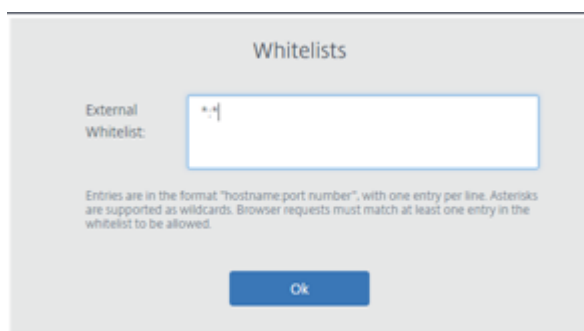 Whitelists
External
Whitelist:
*:*
Entries are in the format "hostname:port number", with one entry per line. Asterisks
are supported as wildcards. Browser requests must match at least one entry in the
whitelist to be allowed.
Ok